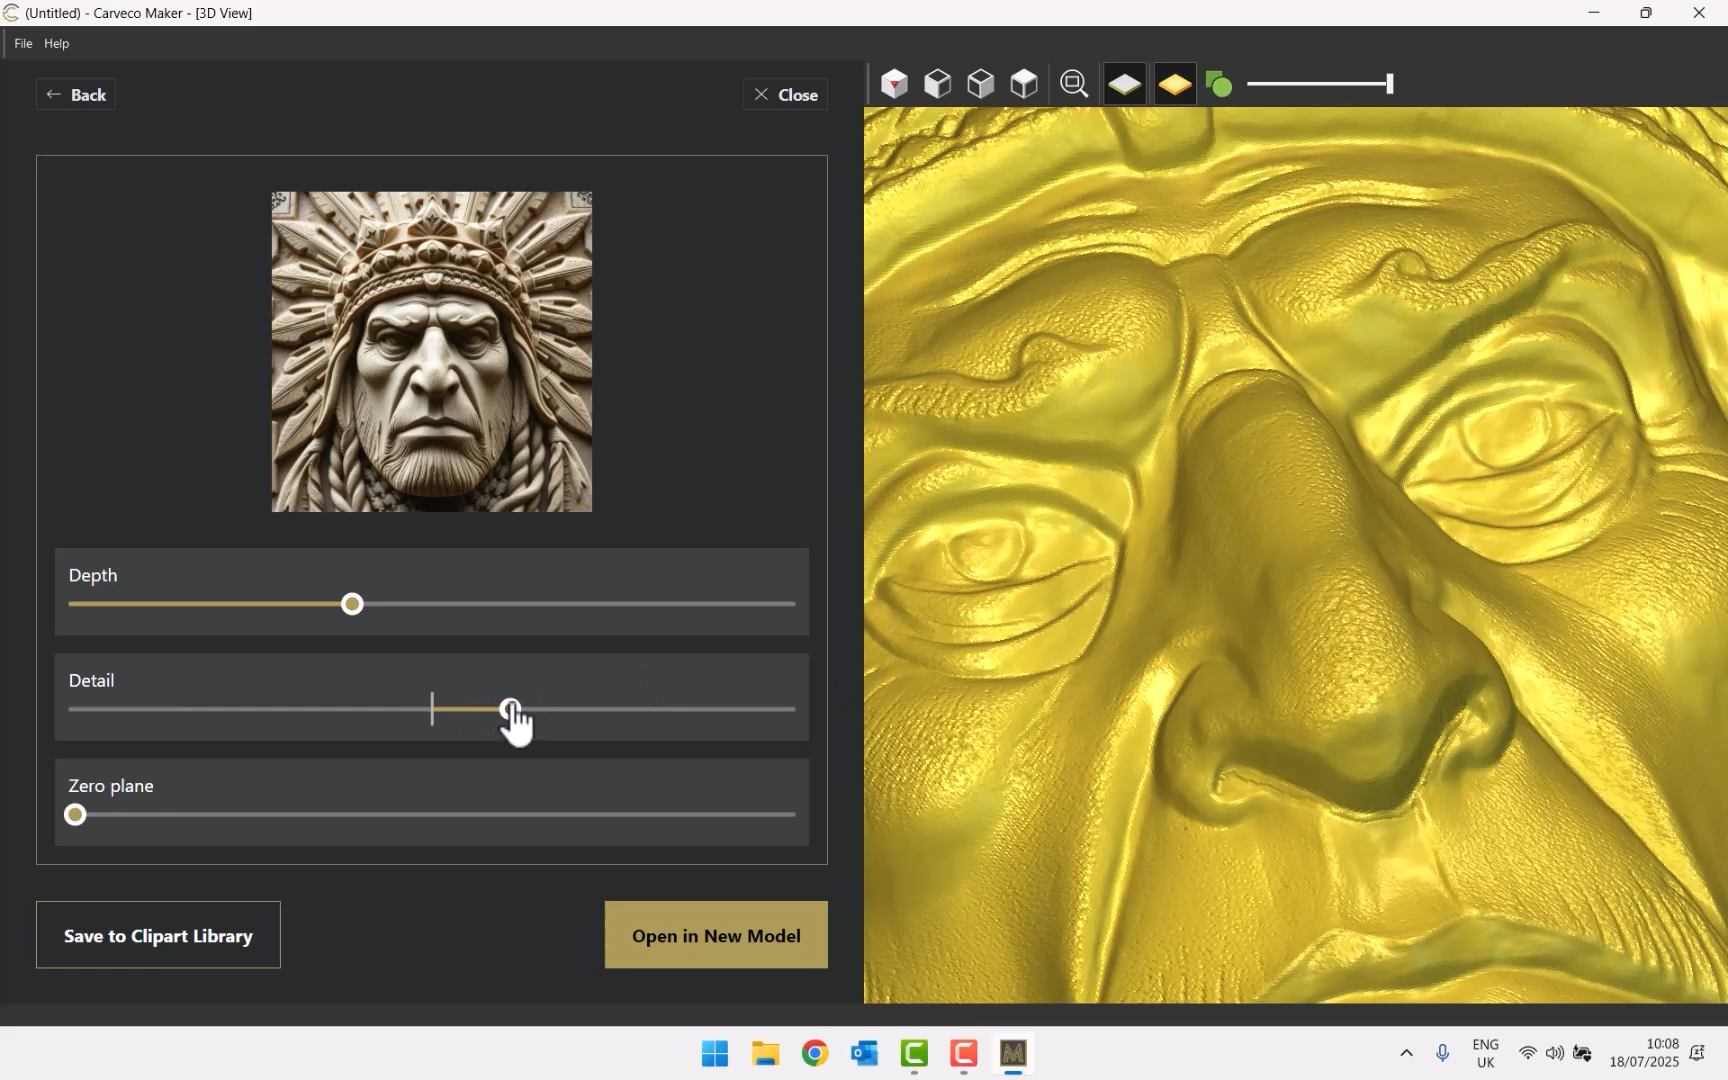 (Untitled) - Carveco Maker - [3D View]
File Help
Back
Close
Depth
Detail
Zero plane
Save to Clipart Library
Open in New Model
ENG
UK
10:08
18/07/2025